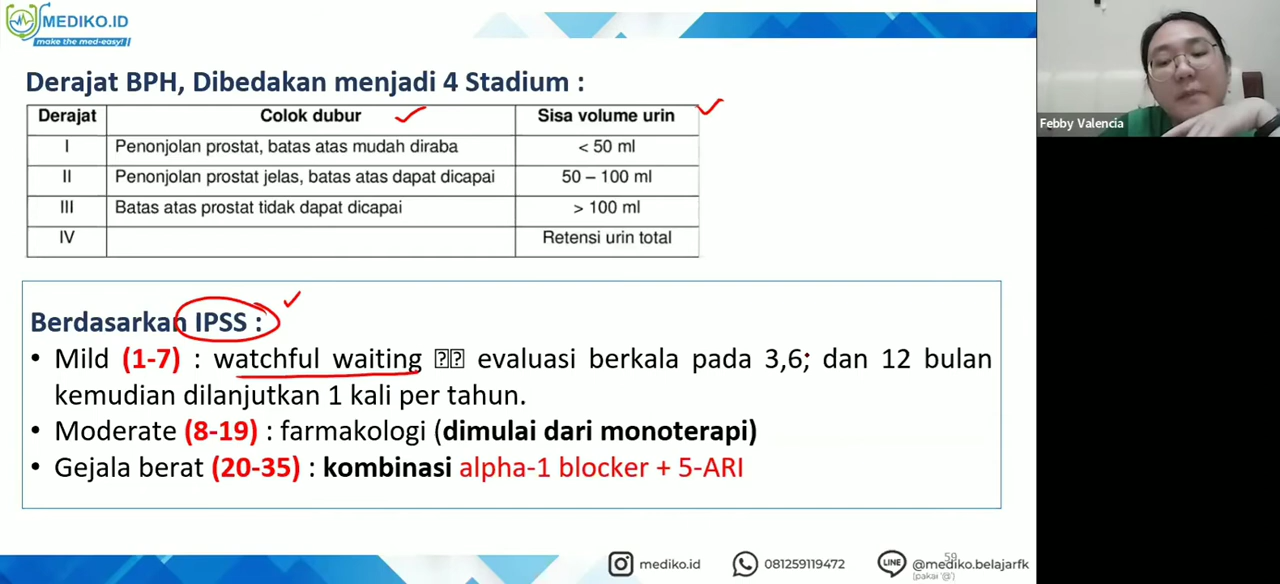 MEDIKO.ID
make the med-easy!
Febby Valencia
Derajat BPH, Dibedakan menjadi 4 Stadium :
Derajat Colok dubur Sisa volume urin
I Penonjolan prostat, batas atas mudah diraba < 50 ml
II Penonjolan prostat jelas, batas atas dapat dicapai 50 – 100 ml
III Batas atas prostat tidak dapat dicapai > 100 ml
IV Retensi urin total
Berdasarkan IPSS :
• Mild (1-7) : watchful waiting ⍰⍰ evaluasi berkala pada 3,6; dan 12 bulan
kemudian dilanjutkan 1 kali per tahun.
• Moderate (8-19) : farmakologi (dimulai dari monoterapi)
• Gejala berat (20-35) : kombinasi alpha-1 blocker + 5-ARI
59
mediko.id 081259119472 LINE @mediko.belajarfk
(pakai '@')